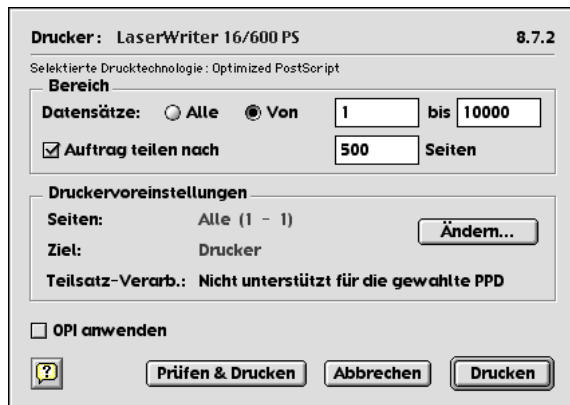 Drucker: LaserWriter 16/600 PS 8.7.2
Selektierte Drucktechnologie: Optimized PostScript
Bereich
Datensätze: Alle Von 1 bis 10000
Auftrag teilen nach 500 Seiten
Druckervoreinstellungen
Seiten: Alle (1 - 1)
Ändern...
Ziel: Drucker
Teilsatz-Verarb.: Nicht unterstützt für die gewahlte PPD
OPI anwenden
? Prüfen & Drucken Abbrechen Drucken